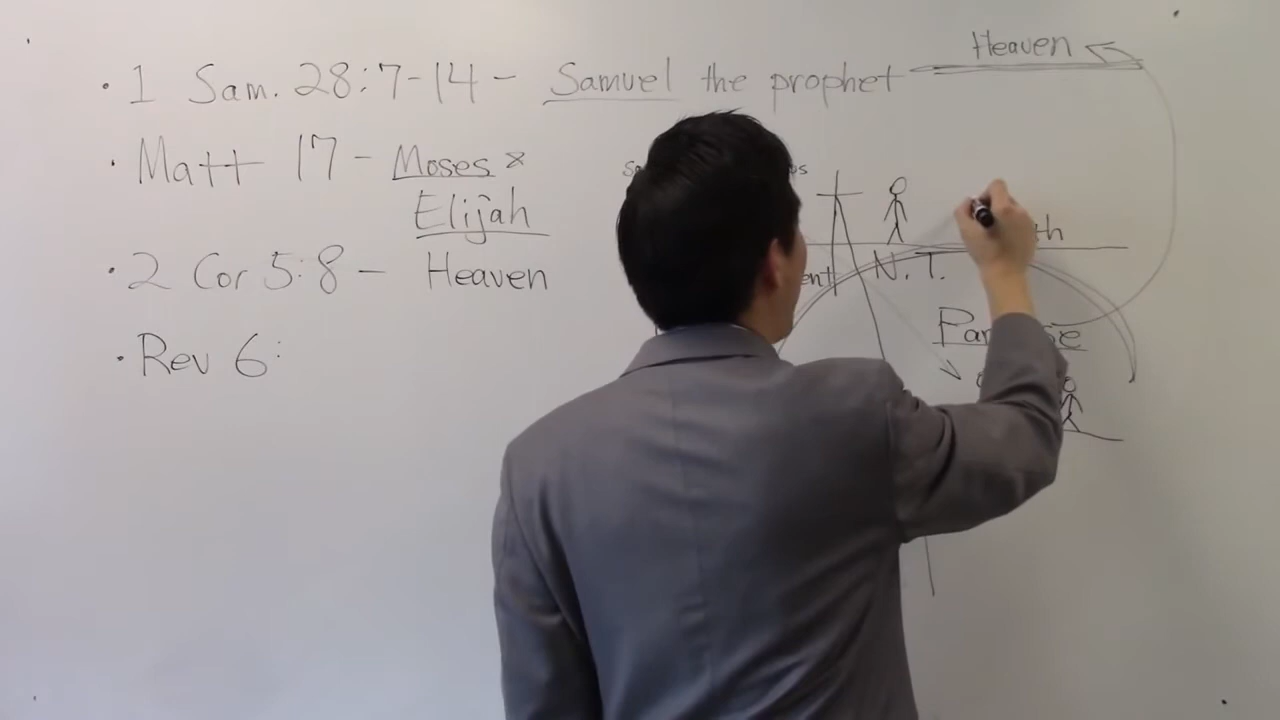 • 1 Sam. 28:7-14 - Samuel the prophet
Heaven
• Matt 17 - Moses &
Elijah
• 2 Cor 5:8 - Heaven
N. T.
• Rev 6: